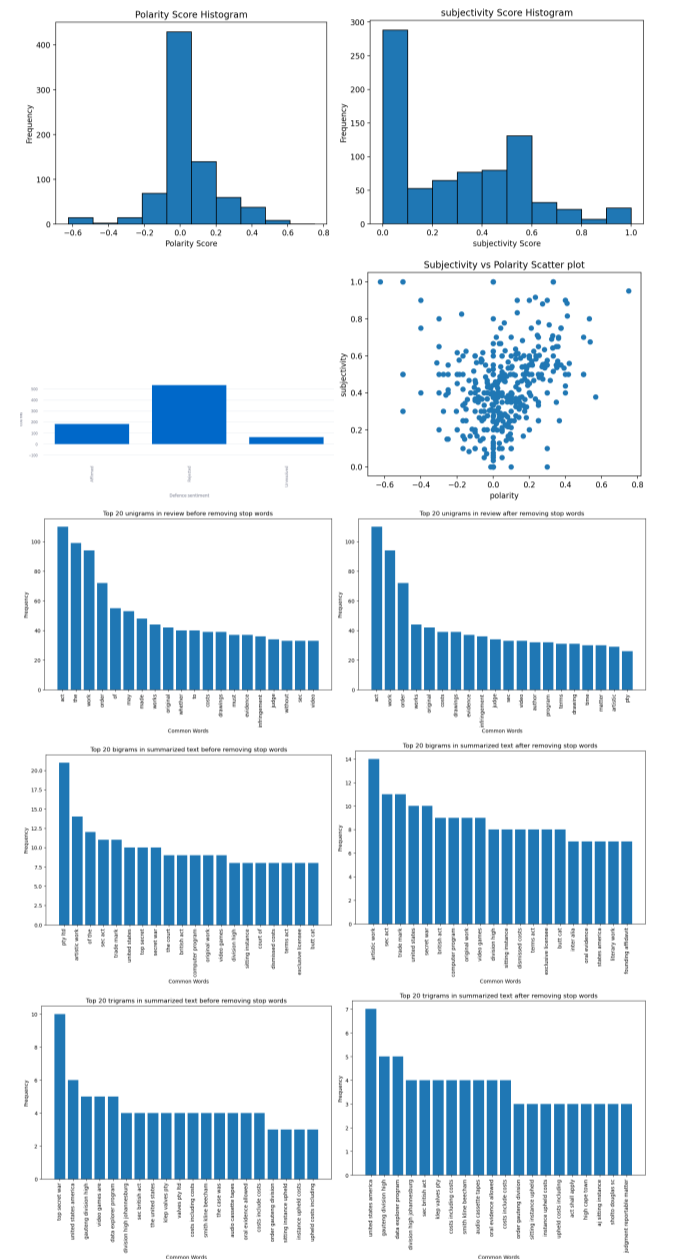 Polarity Score Histogram
Frequency
400
300
200
100
0
−0.6 −0.4 −0.2 0.0 0.2 0.4 0.6 0.8
Polarity Score
subjectivity Score Histogram
Frequency
300
250
200
150
100
50
0
0.0 0.2 0.4 0.6 0.8 1.0
subjectivity Score
500
400
300
200
100
0
-100
Defence sentiment
Subjectivity vs Polarity Scatter plot
subjectivity
1.0
0.8
0.6
0.4
0.2
0.0
−0.6 −0.4 −0.2 0.0 0.2 0.4 0.6 0.8
polarity
Top 20 unigrams in review before removing stop words
Frequency
100
80
60
40
20
0
act the work order of may made works original whether to costs drawings must evidence infringement judge without sec video
Common Words
Top 20 unigrams in review after removing stop words
Frequency
100
80
60
40
20
0
act work order works original costs drawings evidence infringement judge sec video author program terms drawing time matter artistic pty
Common Words
Top 20 bigrams in summarized text before removing stop words
Frequency
20.0
17.5
15.0
12.5
10.0
7.5
5.0
2.5
0.0
pty ltd
artistic work
of the
sec act
trade mark
united states
top secret
secret war
the court
british act
computer program
original work
video games
division high
sitting instance
court of
dismissed costs
terms act
exclusive licensee
butt cat
Common Words
Top 20 bigrams in summarized text after removing stop words
Frequency
14
12
10
8
6
4
2
0
artistic work
sec act
trade mark
united states
secret war
british act
computer program
original work
video games
division high
sitting instance
dismissed costs
terms act
exclusive licensee
butt cat
inter alia
oral evidence
states america
literary work
founding affidavit
Common Words
Top 20 trigrams in summarized text before removing stop words
Frequency
10
8
6
4
2
0
top secret war
united states america
gauteng division high
video games are
data explorer program
division high johannesburg
sec british act
the united states
klep valves pty
valves pty ltd
costs including costs
smith kline beecham
the case was
audio cassette tapes
oral evidence allowed
costs include costs
order gauteng division
sitting instance upheld
instance upheld costs
upheld costs including
Common Words
Top 20 trigrams in summarized text after removing stop words
Frequency
7
6
5
4
3
2
1
0
united states america
gauteng division high
data explorer program
division high johannesburg
sec british act
klep valves pty
costs including costs
smith kline beecham
audio cassette tapes
oral evidence allowed
costs include costs
order gauteng division
sitting instance upheld
instance upheld costs
upheld costs including
act shall apply
high cape town
aj sitting instance
sholto douglas sc
judgment reportable matter
Common Words